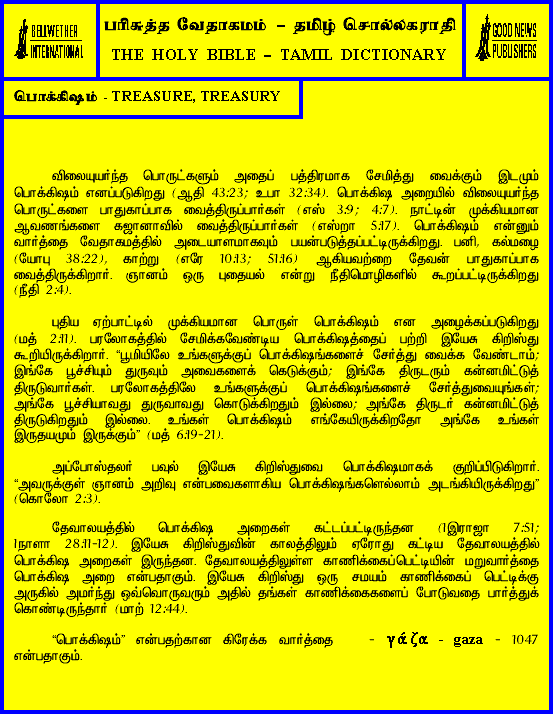 BELLWETHER
INTERNATIONAL
பரிசுத்த வேதாகமம் – தமிழ் சொல்லகராதி
THE HOLY BIBLE – TAMIL DICTIONARY
GOOD NEWS
PUBLISHERS
பொக்கிஷம் - TREASURE, TREASURY
விலையுயர்ந்த பொருட்களும் அதைப் பத்திரமாக சேமித்து வைக்கும் இடமும்
பொக்கிஷம் எனப்படுகிறது (ஆதி 43:23; உபா 32:34). பொக்கிஷ அறையில் விலையுயர்ந்த
பொருட்களை பாதுகாப்பாக வைத்திருப்பார்கள் (எஸ் 3:9; 4:7). நாட்டின் முக்கியமான
ஆவணங்களை கஜானாவில் வைத்திருப்பார்கள் (எஸ்றா 5:17). பொக்கிஷம் என்னும்
வார்த்தை வேதாகமத்தில் அடையாளமாகவும் பயன்படுத்தப்பட்டிருக்கிறது. பனி, கல்மழை
(யோபு 38:22), காற்று (எரே 10:13; 51:16) ஆகியவற்றை தேவன் பாதுகாப்பாக
வைத்திருக்கிறார். ஞானம் ஒரு புதையல் என்று நீதிமொழிகளில் கூறப்பட்டிருக்கிறது
(நீதி 2:4).
புதிய ஏற்பாட்டில் முக்கியமான பொருள் பொக்கிஷம் என அழைக்கப்படுகிறது
(மத் 2:11). பரலோகத்தில் சேமிக்கவேண்டிய பொக்கிஷத்தைப் பற்றி இயேசு கிறிஸ்து
கூறியிருக்கிறார். “பூமியிலே உங்களுக்குப் பொக்கிஷங்களைச் சேர்த்து வைக்க வேண்டாம்;
இங்கே பூச்சியும் துருவும் அவைகளைக் கெடுக்கும்; இங்கே திருடரும் கன்னமிட்டுத்
திருடுவார்கள். பரலோகத்திலே உங்களுக்குப் பொக்கிஷங்களைச் சேர்த்துவையுங்கள்;
அங்கே பூச்சியாவது துருவாவது கொடுக்கிறதும் இல்லை; அங்கே திருடர் கன்னமிட்டுத்
திருடுகிறதும் இல்லை. உங்கள் பொக்கிஷம் எங்கேயிருக்கிறதோ அங்கே உங்கள்
இருதயமும் இருக்கும்” (மத் 6:19-21).
அப்போஸ்தலர் பவுல் இயேசு கிறிஸ்துவை பொக்கிஷமாகக் குறிப்பிடுகிறார்.
“அவருக்குள் ஞானம் அறிவு என்பவைகளாகிய பொக்கிஷங்களெல்லாம் அடங்கியிருக்கிறது”
(கொலோ 2:3).
தேவாலயத்தில் பொக்கிஷ அறைகள் கட்டப்பட்டிருந்தன (1இராஜா 7:51;
1நாளா 28:11-12). இயேசு கிறிஸ்துவின் காலத்திலும் ஏரோது கட்டிய தேவாலயத்தில்
பொக்கிஷ அறைகள் இருந்தன. தேவாலயத்திலுள்ள காணிக்கைப்பெட்டியின் மறுவார்த்தை
பொக்கிஷ அறை என்பதாகும். இயேசு கிறிஸ்து ஒரு சமயம் காணிக்கைப் பெட்டிக்கு
அருகில் அமர்ந்து ஒவ்வொருவரும் அதில் தங்கள் காணிக்கைகளைப் போடுவதை பார்த்துக்
கொண்டிருந்தார் (மாற் 12:44).
“பொக்கிஷம்” என்பதற்கான கிரேக்க வார்த்தை - γάζα - gaza - 1047
என்பதாகும்.